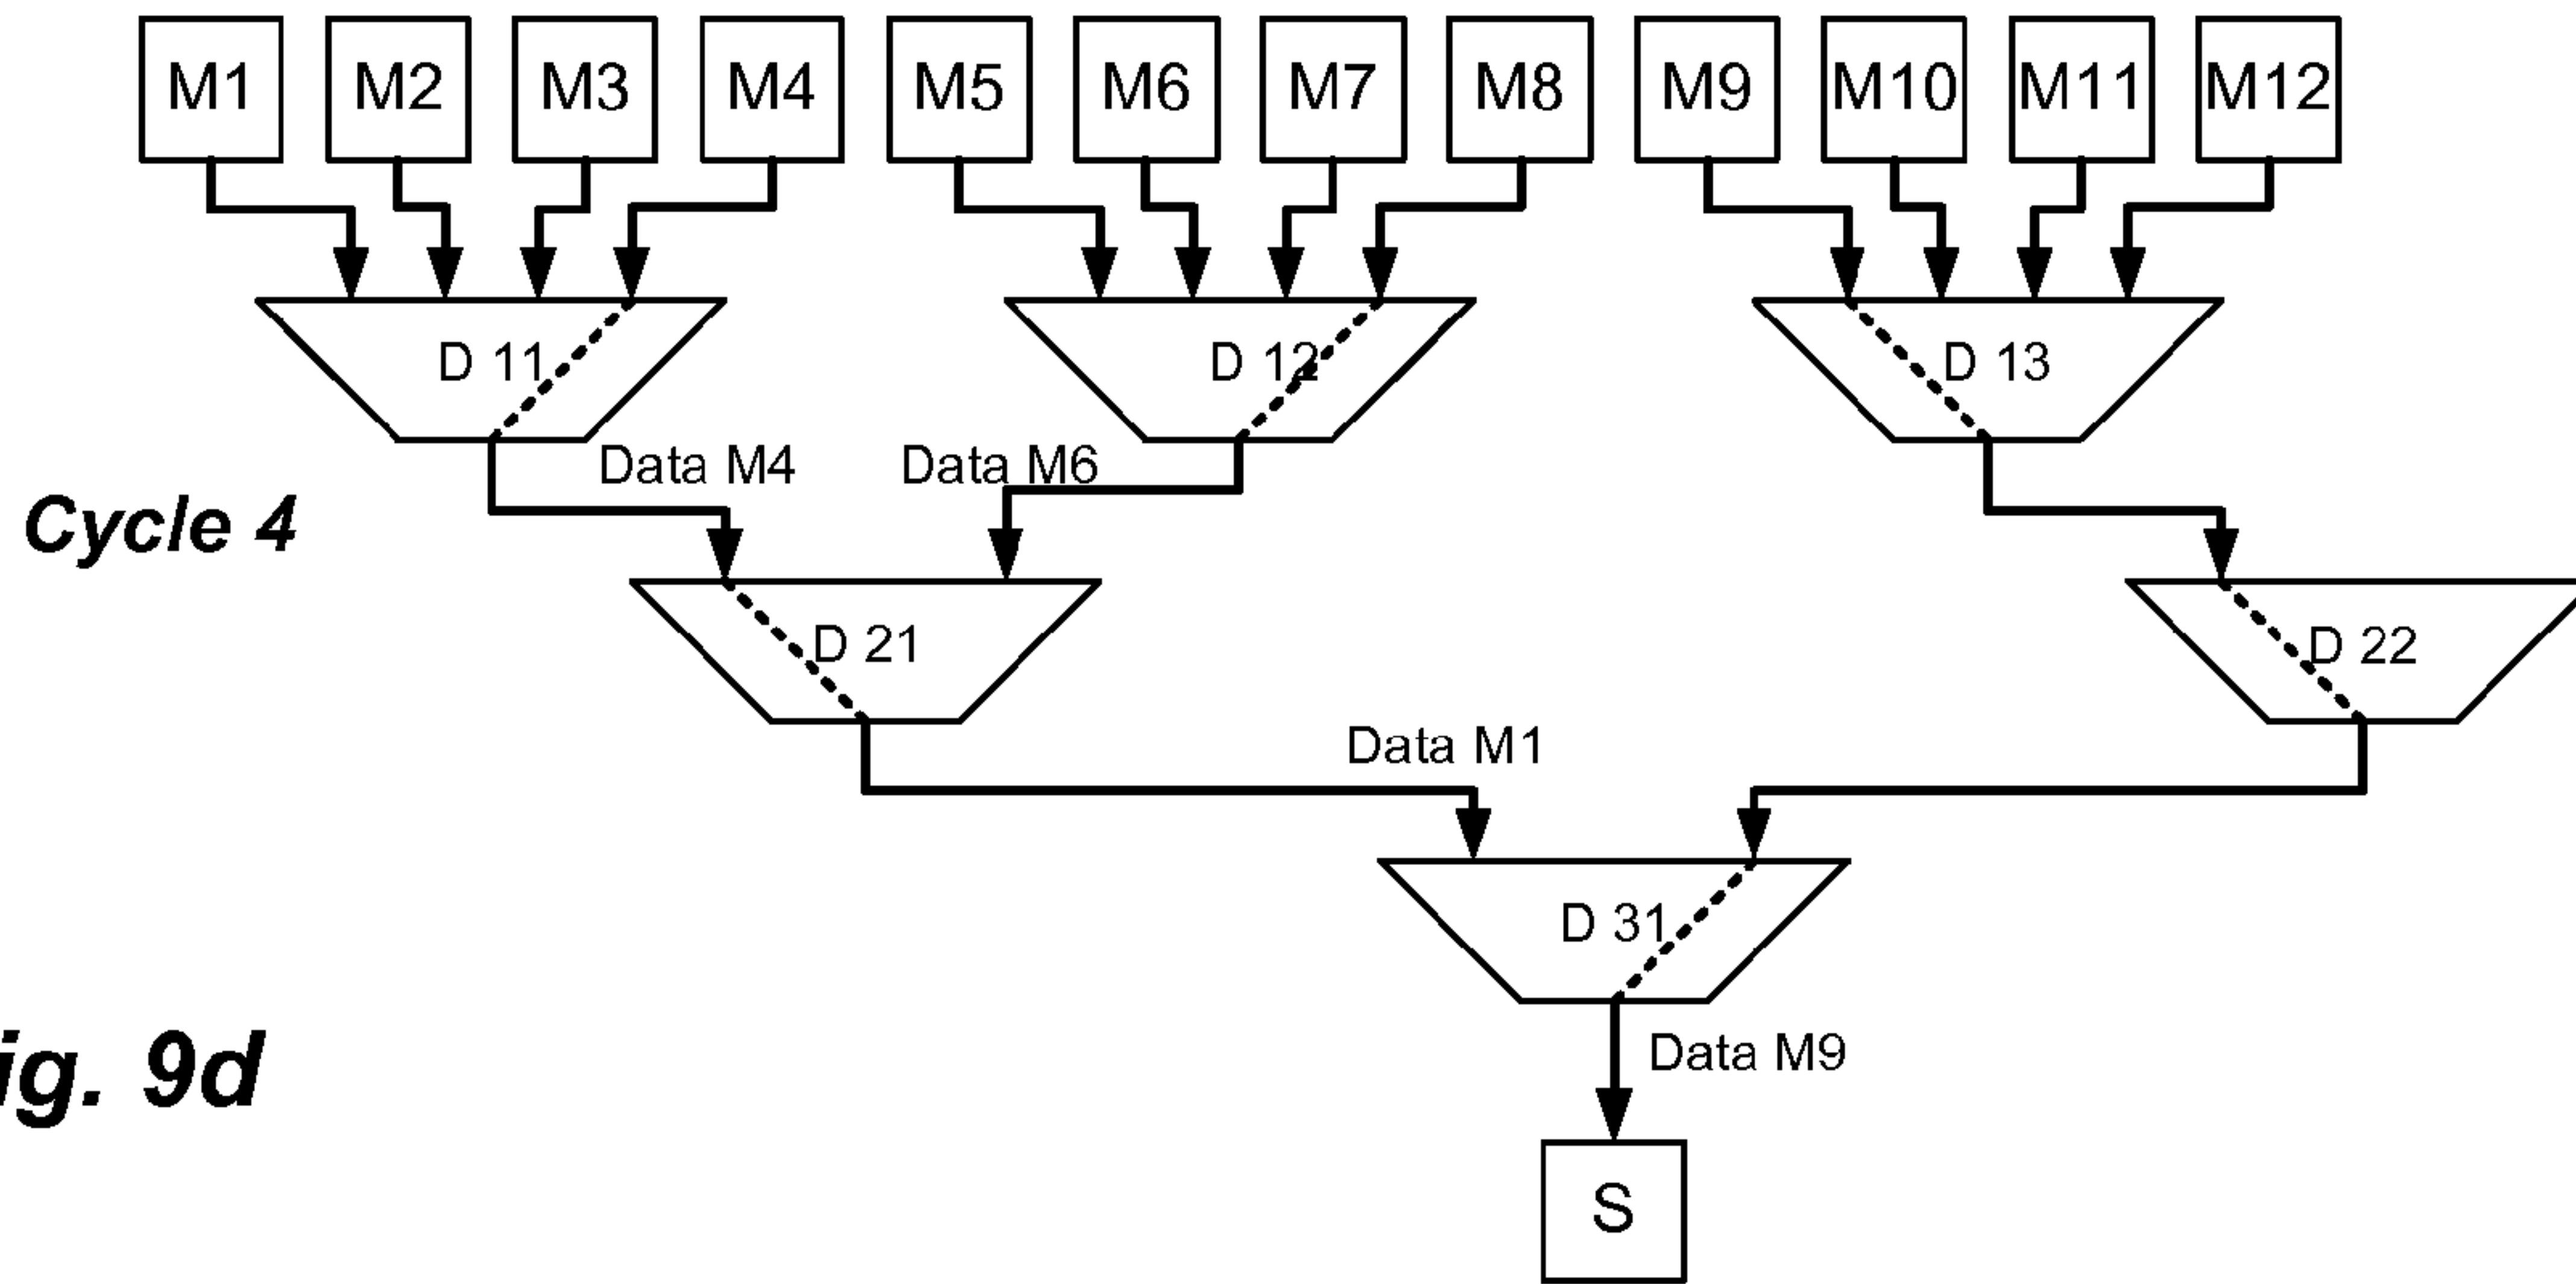 M1 M2 M3 M4 M5 M6 M7 M8 M9 M10 M11 M12
D 11 D 12 D 13
Data M4 Data M6
Cycle 4
D 21 D 22
Data M1
D 31
Data M9
ig. 9d
S